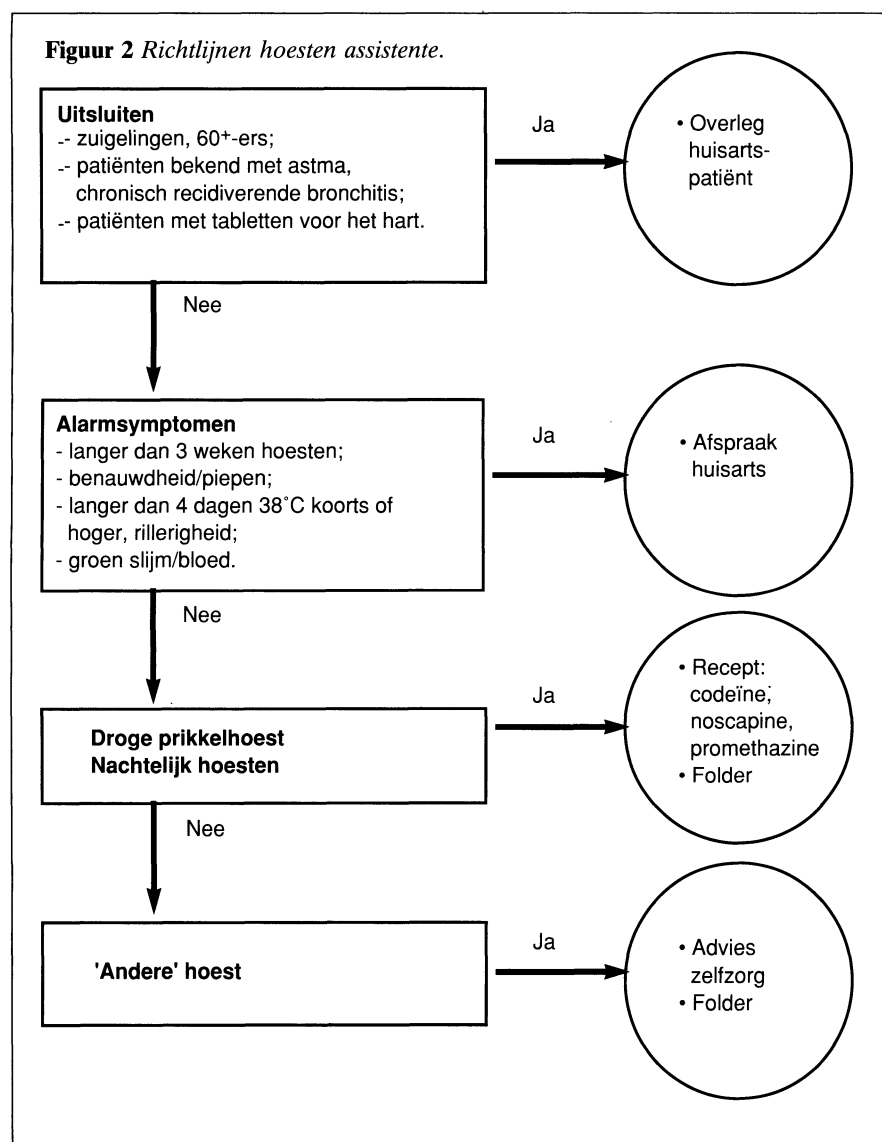 Figuur 2 Richtlijnen hoesten assistente.
Uitsluiten
-- zuigelingen, 60+-ers;
-- patiënten bekend met astma,
chronisch recidiverende bronchitis;
-- patiënten met tabletten voor het hart.
Ja
• Overleg
huisarts-
patiënt
Nee
Alarmsymptomen
- langer dan 3 weken hoesten;
- benauwdheid/piepen;
- langer dan 4 dagen 38°C koorts of
hoger, rillerigheid;
- groen slijm/bloed.
Ja
• Afspraak
huisarts
Nee
Droge prikkelhoest
Nachtelijk hoesten
Ja
• Recept:
codeïne,
noscapine,
promethazine
• Folder
Nee
'Andere' hoest
Ja
• Advies
zelfzorg
• Folder